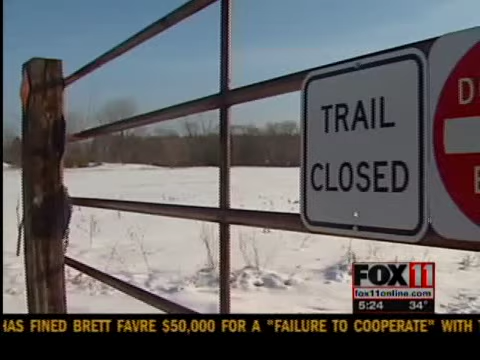 TRAIL
CLOSED
FOX 11
fox11online.com
5:24 34°
HAS FINED BRETT FAVRE $50,000 FOR A "FAILURE TO COOPERATE" WITH